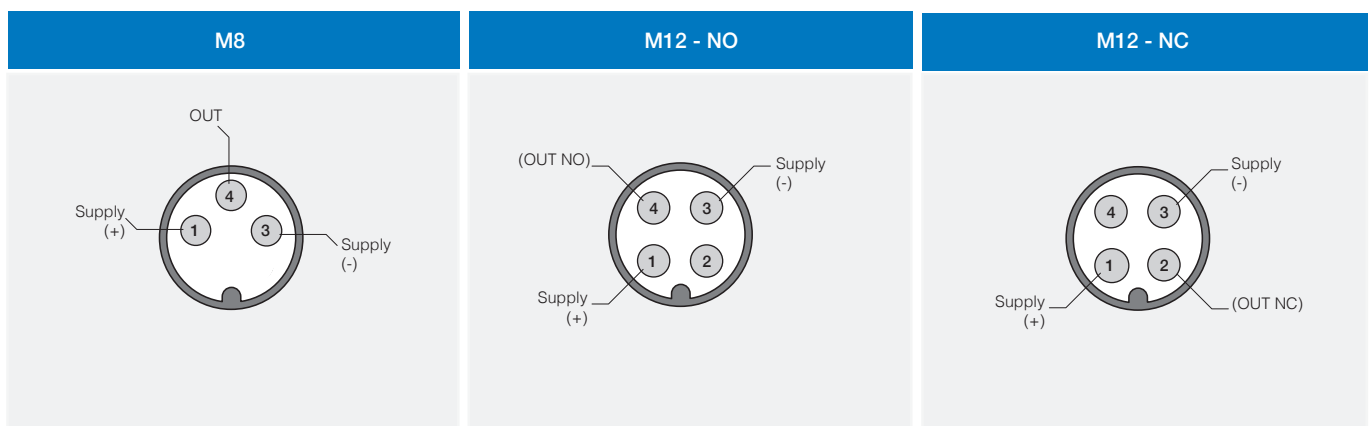 M8
M12 - NO
M12 - NC
OUT
4
Supply
(+)
1
3
Supply
(-)
(OUT NO)
Supply
(-)
4
3
1
2
Supply
(+)
Supply
(-)
4
3
1
2
Supply
(+)
(OUT NC)